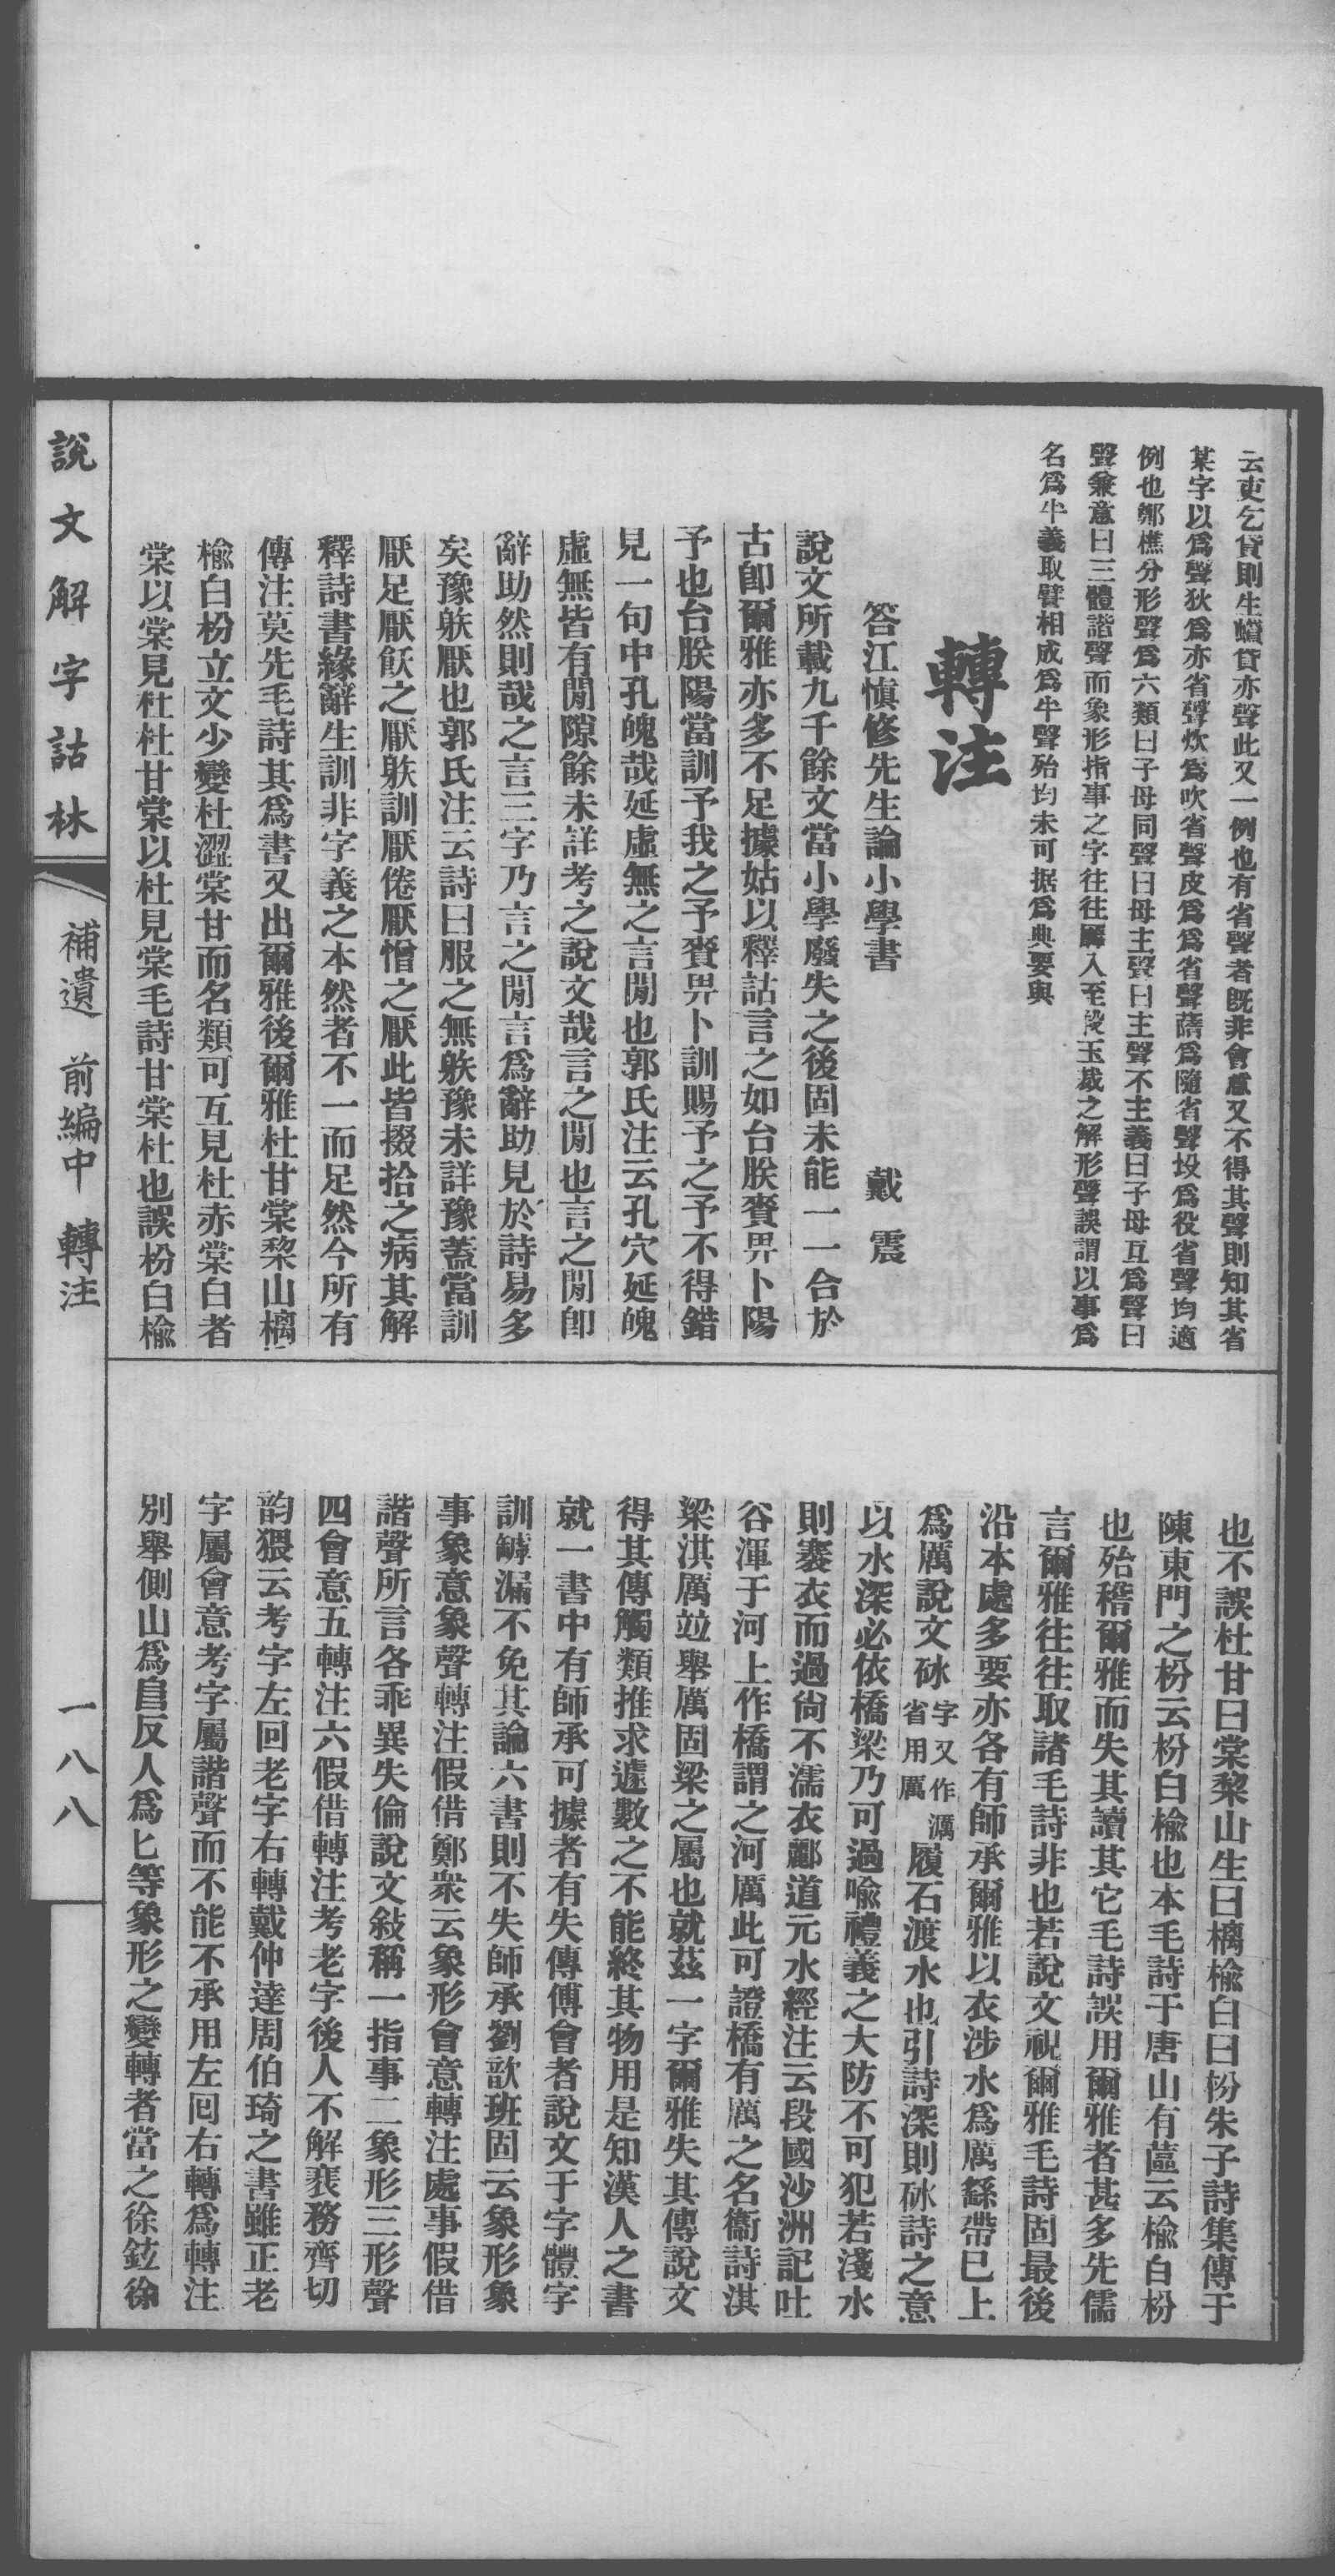 云吏乞貸則生蟘貸亦聲此又一例也有省聲者既非會意又不得其聲則知其省
某字以爲聲狄爲亦省聲炊爲吹省聲皮爲爲省聲蓨爲隨省聲坄爲役省聲均適
例也鄭樵分形聲爲六類曰子母同聲曰母主聲曰主聲不主義曰子母互爲聲曰
聲兼意曰三體諧聲而象形指事之字往往闌入至段玉裁之解形聲誤謂以事爲
名爲半義取譬相成爲半聲殆均未可据爲典要與
轉注
答江慎修先生論小學書 戴震
說文所載九千餘文當小學廢失之後固未能一一合於
古卽爾雅亦多不足據姑以釋詁言之如台朕賚畀卜陽
予也台朕陽當訓予我之予賚畀卜訓賜予之予不得錯
見一句中孔魄哉延虛無之言閒也郭氏注云孔穴延魄
虛無皆有閒隙餘未詳考之說文哉言之閒也言之閒卽
辭助然則哉之言三字乃言之閒言爲辭助見於詩易多
矣豫射厭也郭氏注云詩曰服之無射豫未詳豫蓋當訓
厭足厭飫之厭射訓厭倦厭憎之厭此皆掇拾之病其解
釋詩書緣辭生訓非字義之本然者不一而足然今所有
傳注莫先毛詩其爲書又出爾雅後爾雅杜甘棠棃山樆
榆白枌立文少變杜澀棠甘而名類可互見杜赤棠白者
棠以棠見杜杜甘棠以杜見棠毛詩甘棠杜也誤枌白榆
也不誤杜甘曰棠棃山生曰樆榆白曰枌朱子詩集傳于
陳東門之枌云枌白榆也本毛詩于唐山有蓲云榆白枌
也殆稽爾雅而失其讀其它毛詩誤用爾雅者甚多先儒
言爾雅往往取諸毛詩非也若說文視爾雅毛詩固最後
沿本處多要亦各有師承爾雅以衣涉水爲厲繇帶已上
爲厲說文砅字又作濿省用厲履石渡水也引詩深則砅詩之意
以水深必依橋梁乃可過喻禮義之大防不可犯若淺水
則褰衣而過尙不濡衣酈道元水經注云段國沙洲記吐
谷渾于河上作橋謂之河厲此可證橋有厲之名衞詩淇
梁淇厲竝舉厲固梁之屬也就茲一字爾雅失其傳說文
得其傳觸類推求遽數之不能終其物用是知漢人之書
就一書中有師承可據者有失傳傅會者說文于字體字
訓罅漏不免其論六書則不失師承劉歆班固云象形象
事象意象聲轉注假借鄭衆云象形會意轉注處事假借
諧聲所言各乖異失倫說文敍稱一指事二象形三形聲
四會意五轉注六假借轉注考老字後人不解裵務齊切
韵猥云考字左回老字右轉戴仲達周伯琦之書雖正老
字屬會意考字屬諧聲而不能不承用左回右轉爲轉注
別舉側山爲𨸏反人爲匕等象形之變轉者當之徐鉉徐
說文解字詁林
補遺 前編中 轉注
一八八